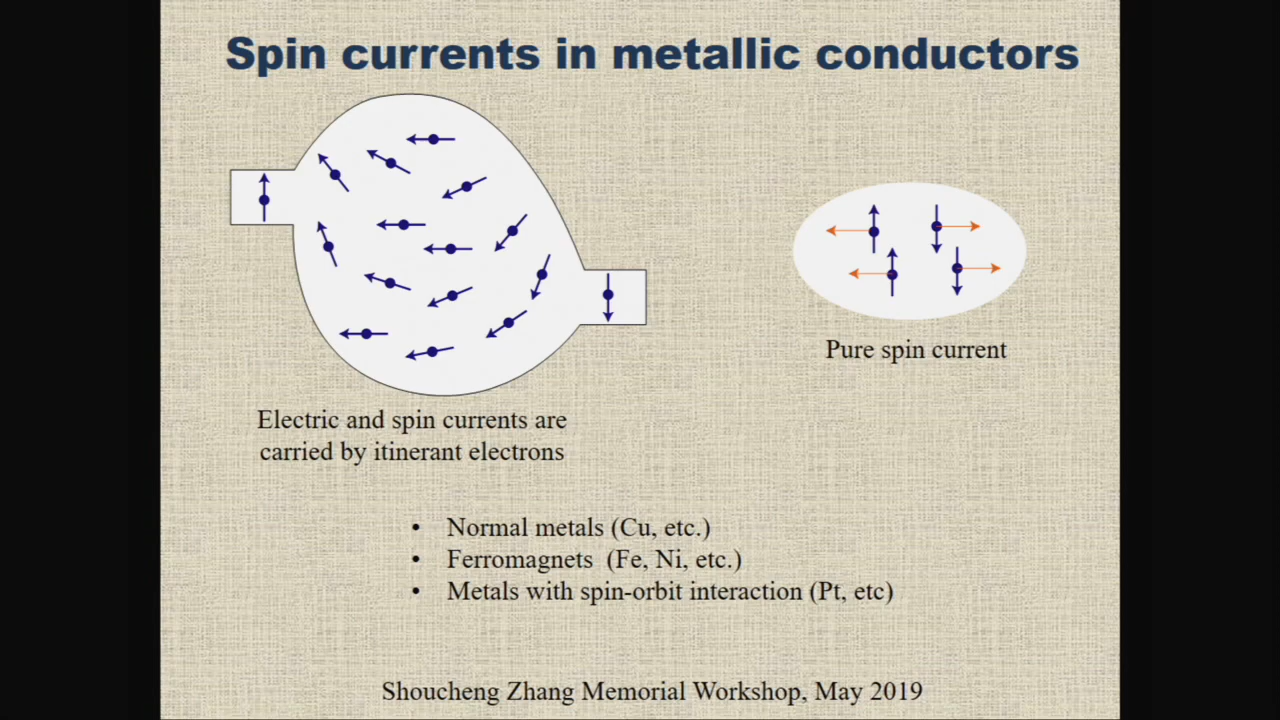 Spin currents in metallic conductors
Pure spin current
Electric and spin currents are
carried by itinerant electrons
• Normal metals (Cu, etc.)
• Ferromagnets (Fe, Ni, etc.)
• Metals with spin-orbit interaction (Pt, etc)
Shoucheng Zhang Memorial Workshop, May 2019